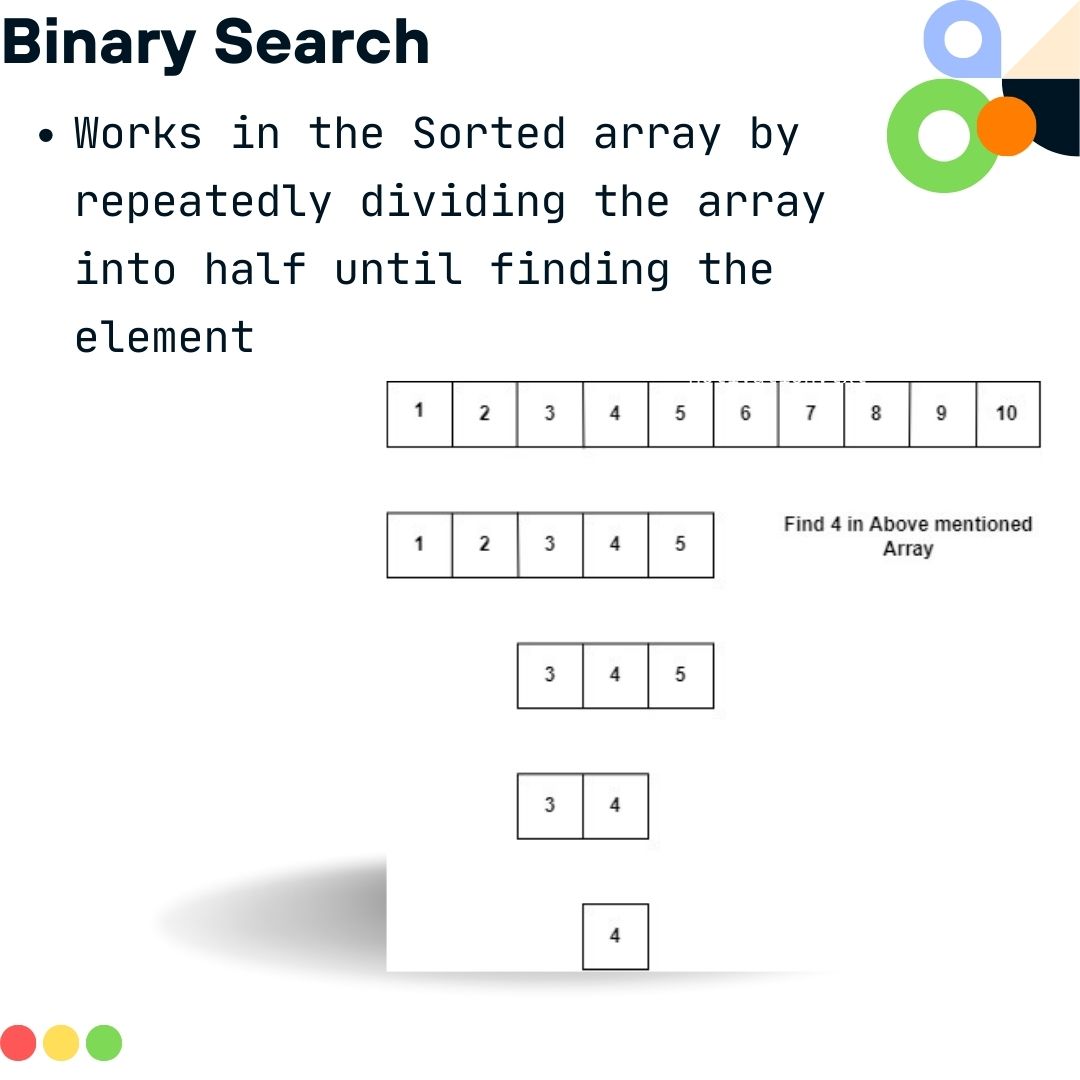 Binary Search
• Works in the Sorted array by
repeatedly dividing the array
into half until finding the
element
1 2 3 4 5 6 7 8 9 10
1 2 3 4 5
Find 4 in Above mentioned
Array
3 4 5
3 4
4